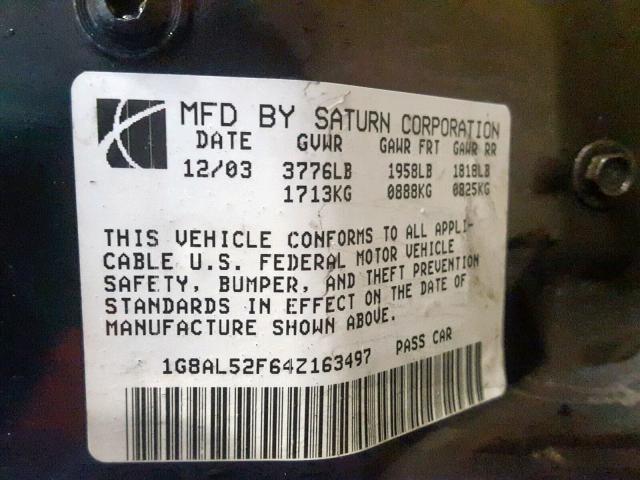 MFD BY SATURN CORPORATION
DATE GVWR GAWR FRT GAWR RR
12/03 3776LB 1958LB 1818LB
1713KG 0888KG 0825KG
THIS VEHICLE CONFORMS TO ALL APPLI-
CABLE U.S. FEDERAL MOTOR VEHICLE
SAFETY, BUMPER, AND THEFT PREVENTION
STANDARDS IN EFFECT ON THE DATE OF
MANUFACTURE SHOWN ABOVE.
1G8AL52F64Z163497 PASS CAR